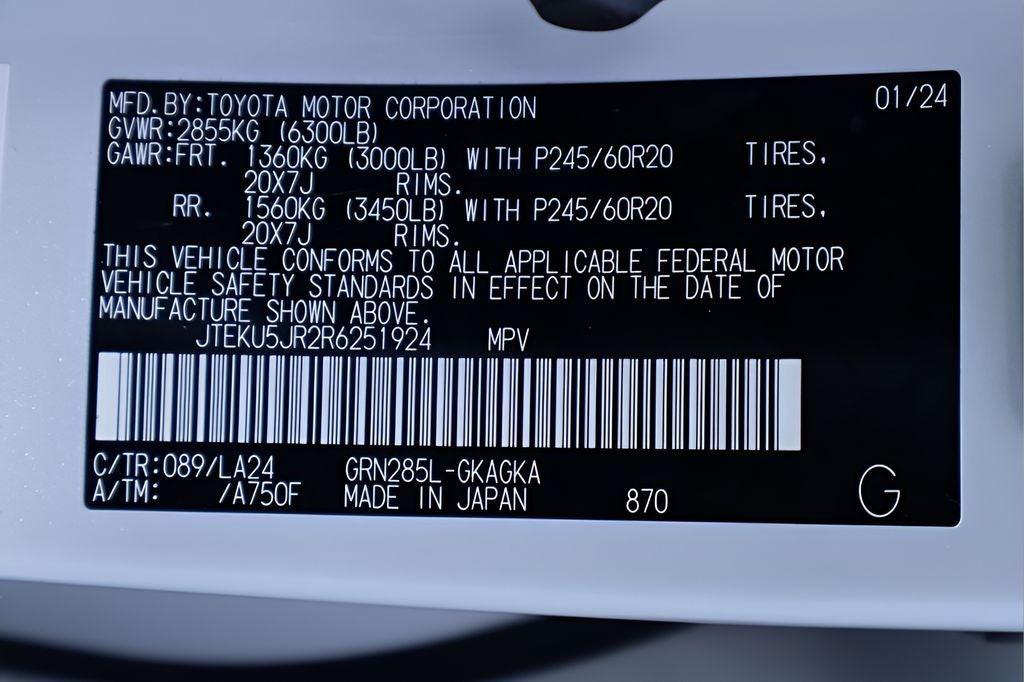 MFD.BY:TOYOTA MOTOR CORPORATION 01/24
GVWR:2855KG (6300LB)
GAWR:FRT. 1360KG (3000LB) WITH P245/60R20 TIRES,
20X7J RIMS.
RR. 1560KG (3450LB) WITH P245/60R20 TIRES,
20X7J RIMS.
THIS VEHICLE CONFORMS TO ALL APPLICABLE FEDERAL MOTOR
VEHICLE SAFETY STANDARDS IN EFFECT ON THE DATE OF
MANUFACTURE SHOWN ABOVE.
JTEKU5JR2R6251924 MPV
C/TR:089/LA24 GRN285L-GKAGKA
A/TM: /A750F MADE IN JAPAN 870 G